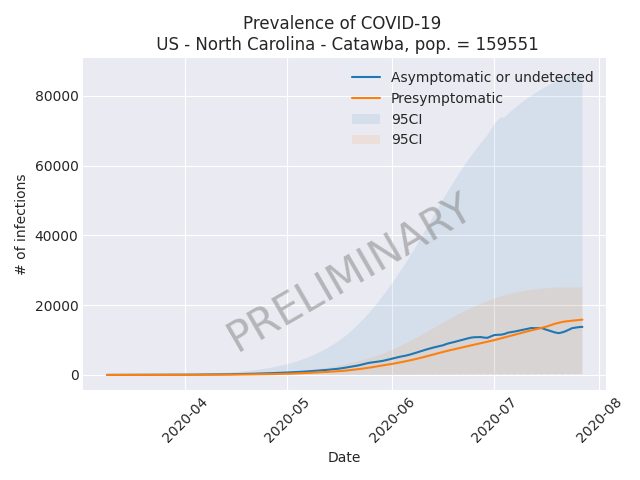 Prevalence of COVID-19
US - North Carolina - Catawba, pop. = 159551
Asymptomatic or undetected
Presymptomatic
95CI
95CI
80000
60000
40000
20000
0
# of infections
PRELIMINARY
2020-04
2020-05
2020-06
2020-07
2020-08
Date